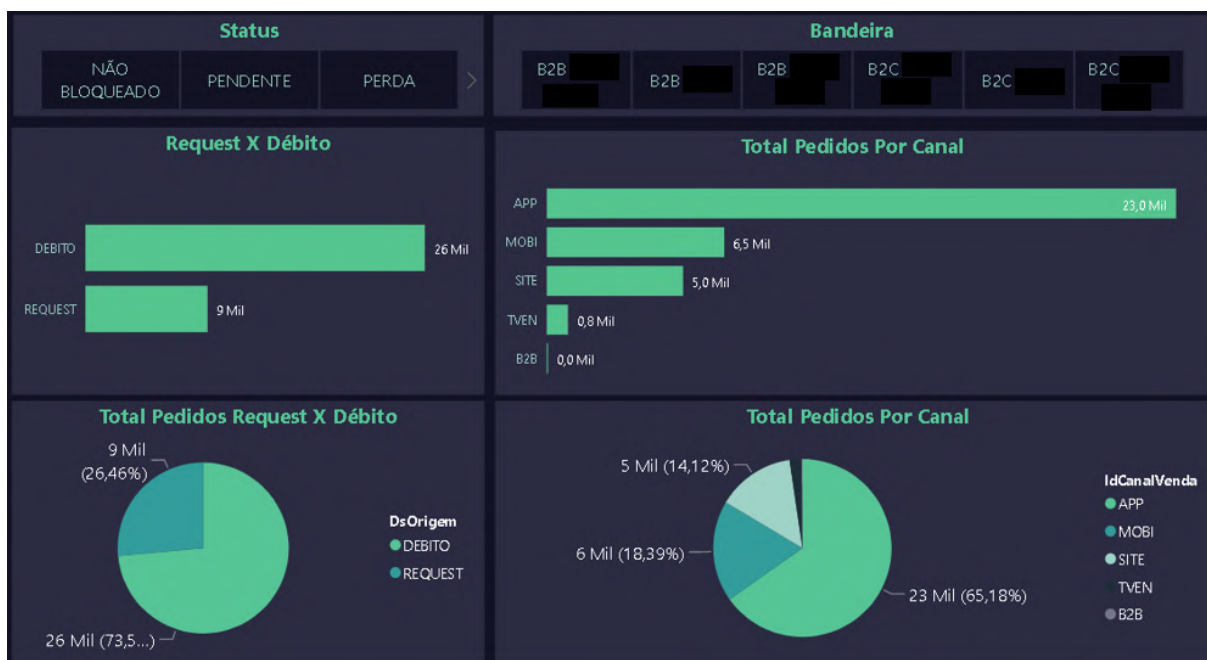 Status
NÃO
BLOQUEADO
PENDENTE
PERDA
Bandeira
B2B
B2B
B2B
B2C
B2C
B2C
Request X Débito
DEBITO
26 Mil
REQUEST
9 Mil
Total Pedidos Por Canal
APP
23,0 Mil
MOBI
6,5 Mil
SITE
5,0 Mil
TVEN
0,8 Mil
B2B
0,0 Mil
Total Pedidos Request X Débito
9 Mil
(26,46%)
26 Mil (73,5...)
DsOrigem
DEBITO
REQUEST
Total Pedidos Por Canal
5 Mil (14,12%)
6 Mil (18,39%)
23 Mil (65,18%)
IdCanalVenda
APP
MOBI
SITE
TVEN
B2B